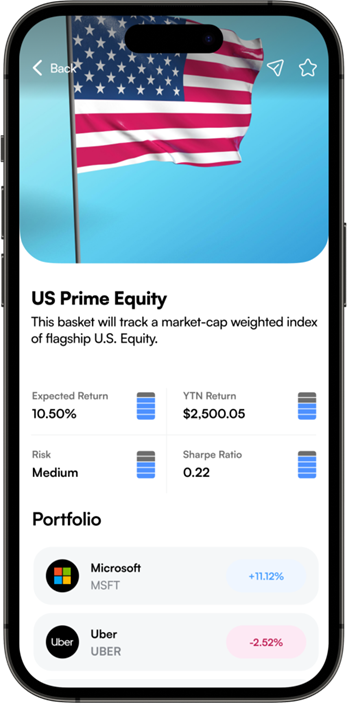 Back
US Prime Equity
This basket will track a market-cap weighted index
of flagship U.S. Equity.
Expected Return
10.50%
YTN Return
$2,500.05
Risk
Medium
Sharpe Ratio
0.22
Portfolio
Microsoft
MSFT
+11.12%
Uber
Uber
UBER
-2.52%